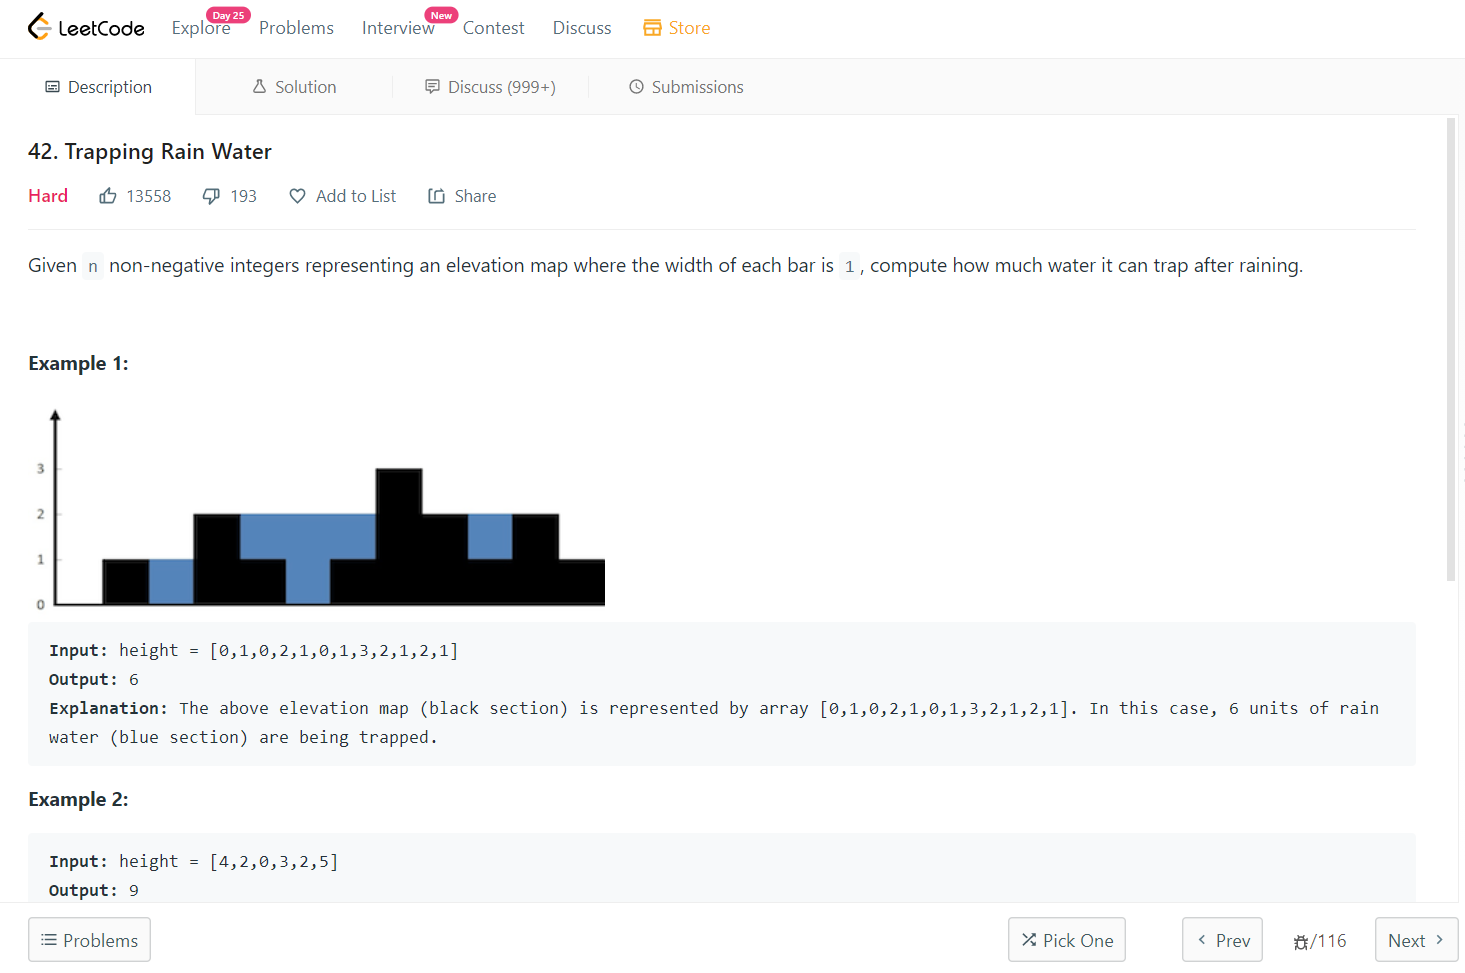 LeetCode Explore Day 25 Problems Interview New Contest Discuss Store
Description Solution Discuss (999+) Submissions
42. Trapping Rain Water
Hard 13558 193 Add to List Share
Given n non-negative integers representing an elevation map where the width of each bar is 1, compute how much water it can trap after raining.
Example 1:
3
2
1
0
Input: height = [0,1,0,2,1,0,1,3,2,1,2,1]
Output: 6
Explanation: The above elevation map (black section) is represented by array [0,1,0,2,1,0,1,3,2,1,2,1]. In this case, 6 units of rain
water (blue section) are being trapped.
Example 2:
Input: height = [4,2,0,3,2,5]
Output: 9
Problems Pick One Prev /116 Next